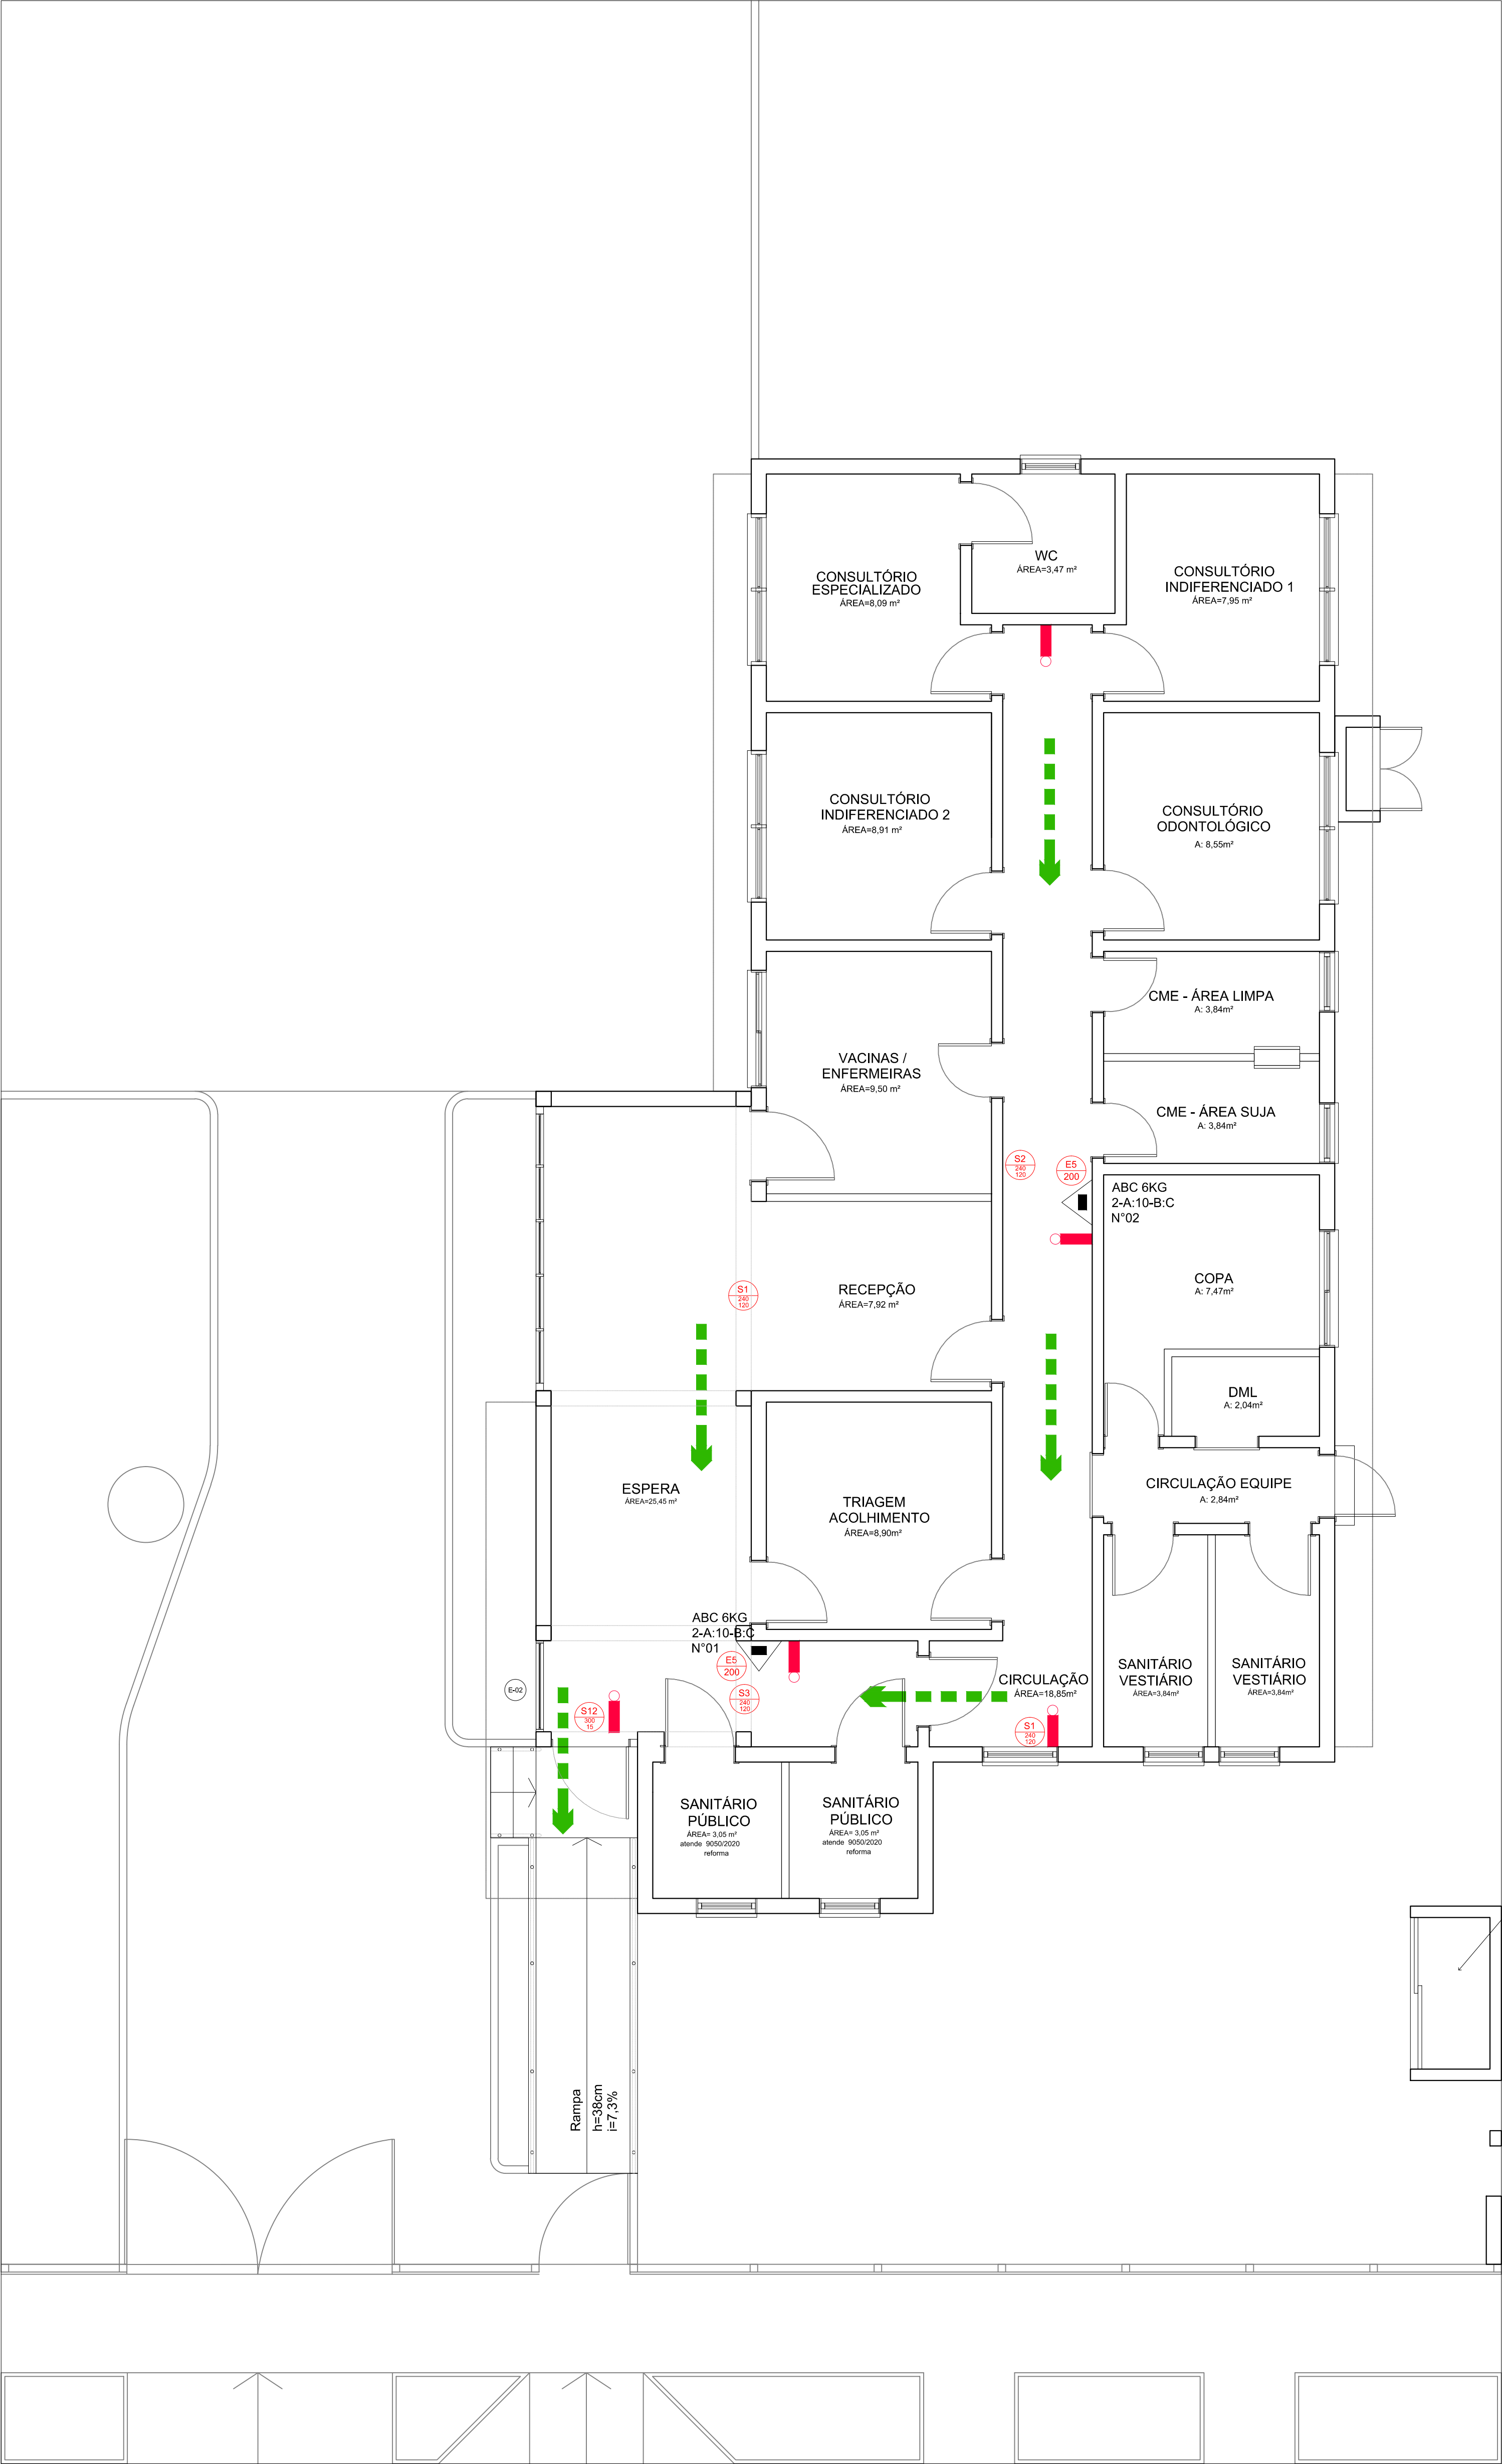 WC
ÁREA=3,47 m²
CONSULTÓRIO
ESPECIALIZADO
ÁREA=8,09 m²
CONSULTÓRIO
INDIFERENCIADO 1
ÁREA=7,95 m²
CONSULTÓRIO
INDIFERENCIADO 2
ÁREA=8,91 m²
CONSULTÓRIO
ODONTOLÓGICO
A: 8,55m²
CME - ÁREA LIMPA
A: 3,84m²
VACINAS /
ENFERMEIRAS
ÁREA=9,50 m²
CME - ÁREA SUJA
A: 3,84m²
S2
240
120
E5
200
ABC 6KG
2-A:10-B:C
N°02
S1
240
120
RECEPÇÃO
ÁREA=7,92 m²
COPA
A: 7,47m²
DML
A: 2,04m²
ESPERA
ÁREA=25,45 m²
TRIAGEM
ACOLHIMENTO
ÁREA=8,90m²
CIRCULAÇÃO EQUIPE
A: 2,84m²
ABC 6KG
2-A:10-B:C
N°01
E5
200
S3
240
120
E-02
S12
300
15
CIRCULAÇÃO
ÁREA=18,85m²
S1
240
120
SANITÁRIO
VESTIÁRIO
ÁREA=3,84m²
SANITÁRIO
VESTIÁRIO
ÁREA=3,84m²
SANITÁRIO
PÚBLICO
ÁREA= 3,05 m²
atende 9050/2020
reforma
SANITÁRIO
PÚBLICO
ÁREA= 3,05 m²
atende 9050/2020
reforma
Rampa
h=38cm
i=7,3%